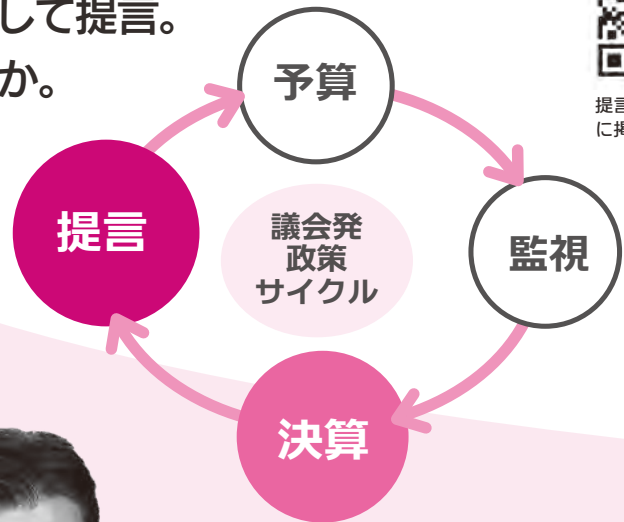 して提言。
か。
提言
に掲
予算
提言
議会発
政策
サイクル
監視
決算